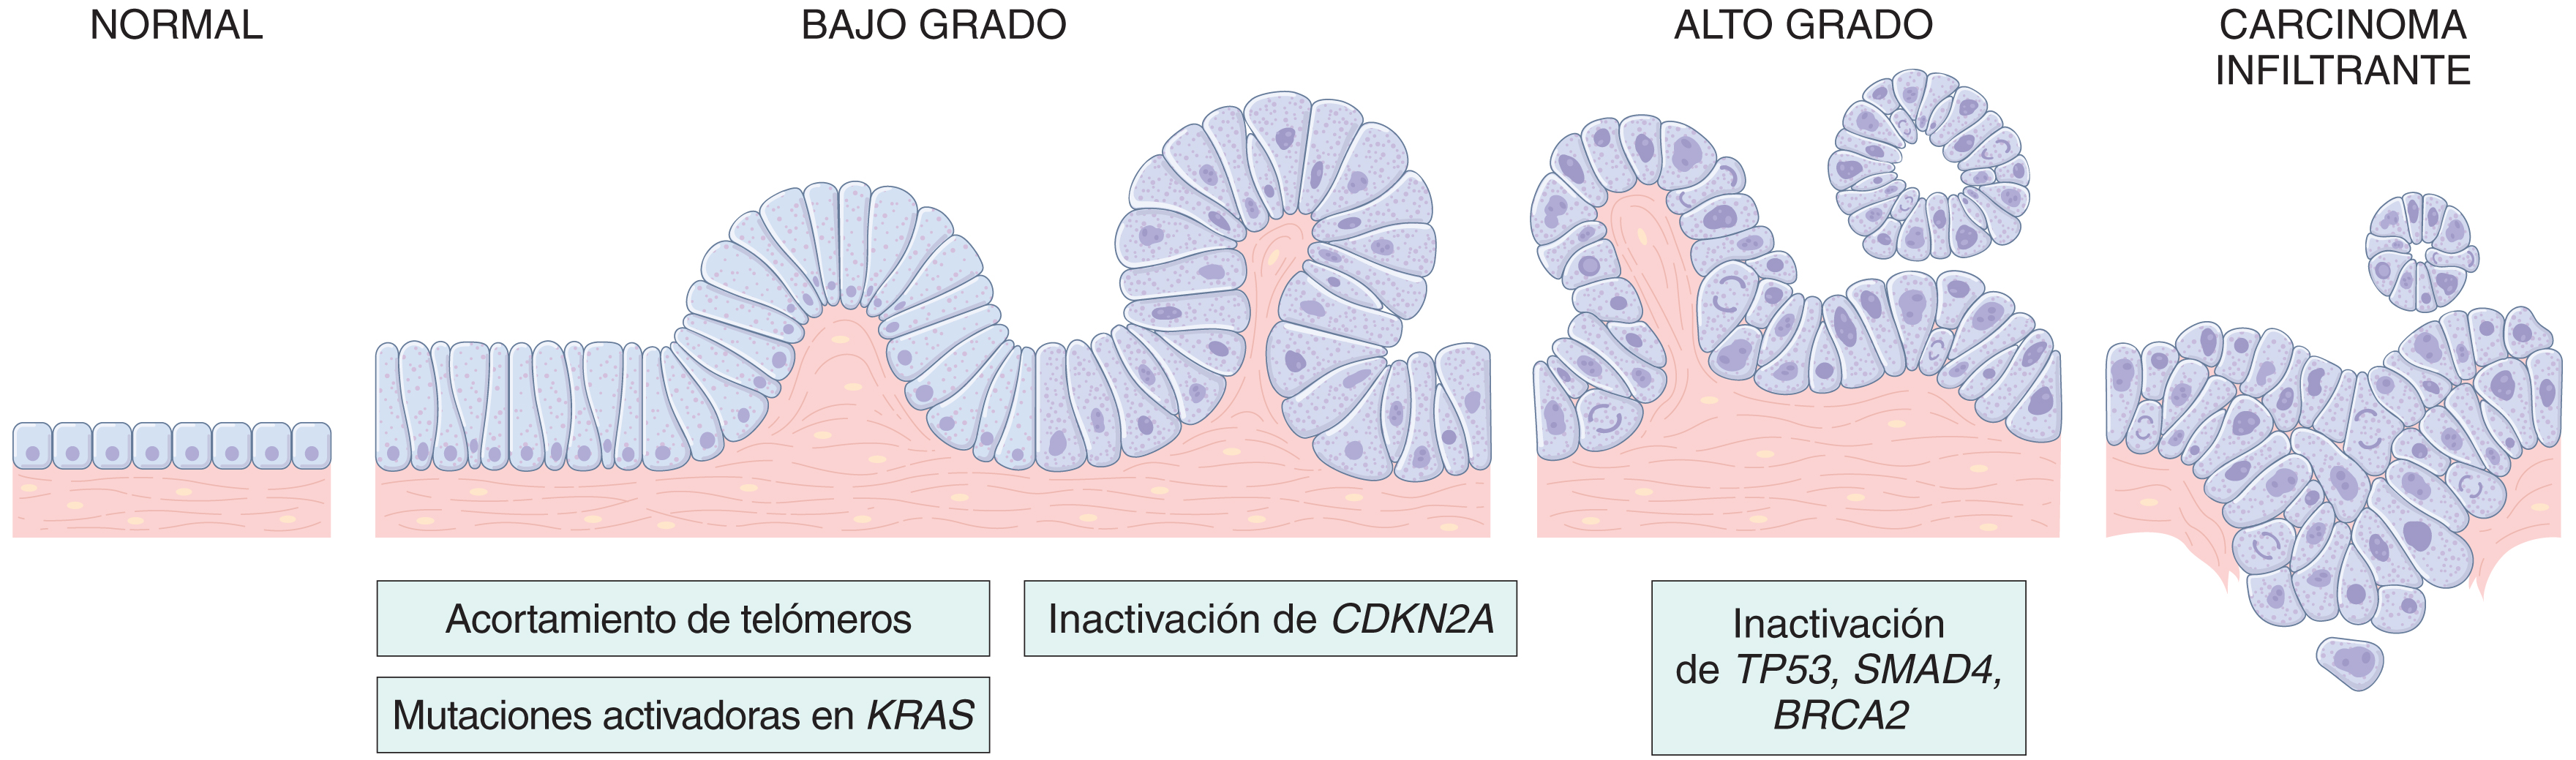 NORMAL
BAJO GRADO
ALTO GRADO
CARCINOMA
INFILTRANTE
Acortamiento de telómeros
Mutaciones activadoras en KRAS
Inactivación de CDKN2A
Inactivación
de TP53, SMAD4,
BRCA2